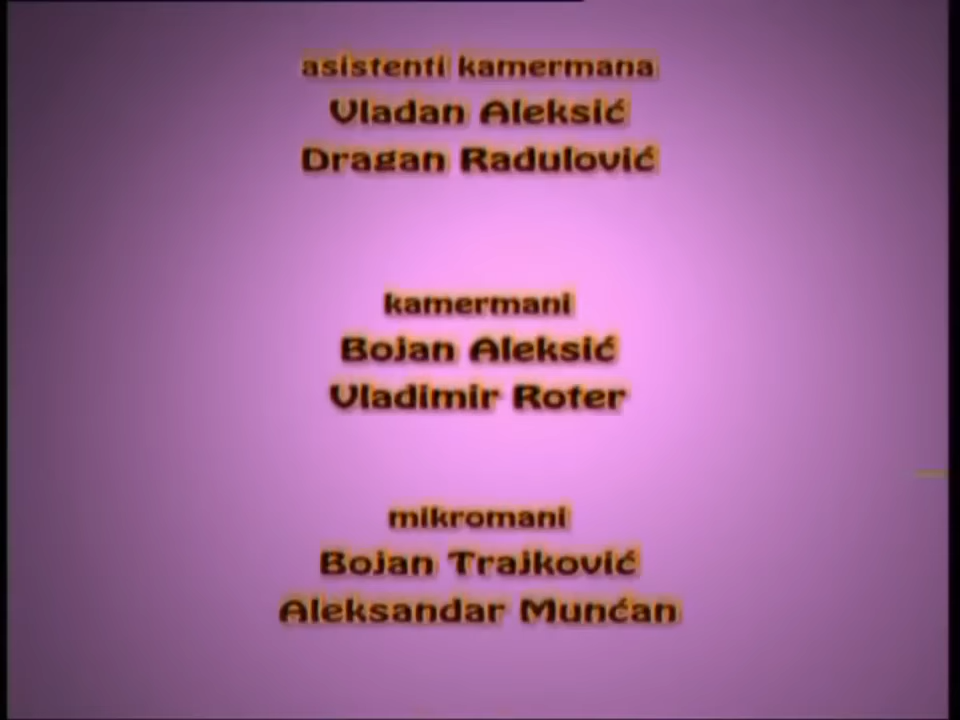 asistenti kamermana
Vladan Aleksić
Dragan Radulović
kamermani
Bojan Aleksić
Vladimir Roter
mikromani
Bojan Trajković
Aleksandar Munćan